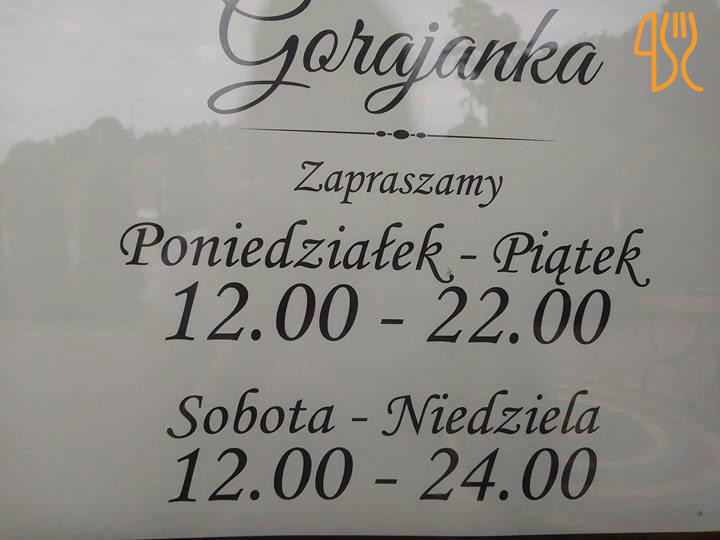 Gorajanka
Zapraszamy
Poniedziałek - Piątek
12.00 - 22.00
Sobota - Niedziela
12.00 - 24.00